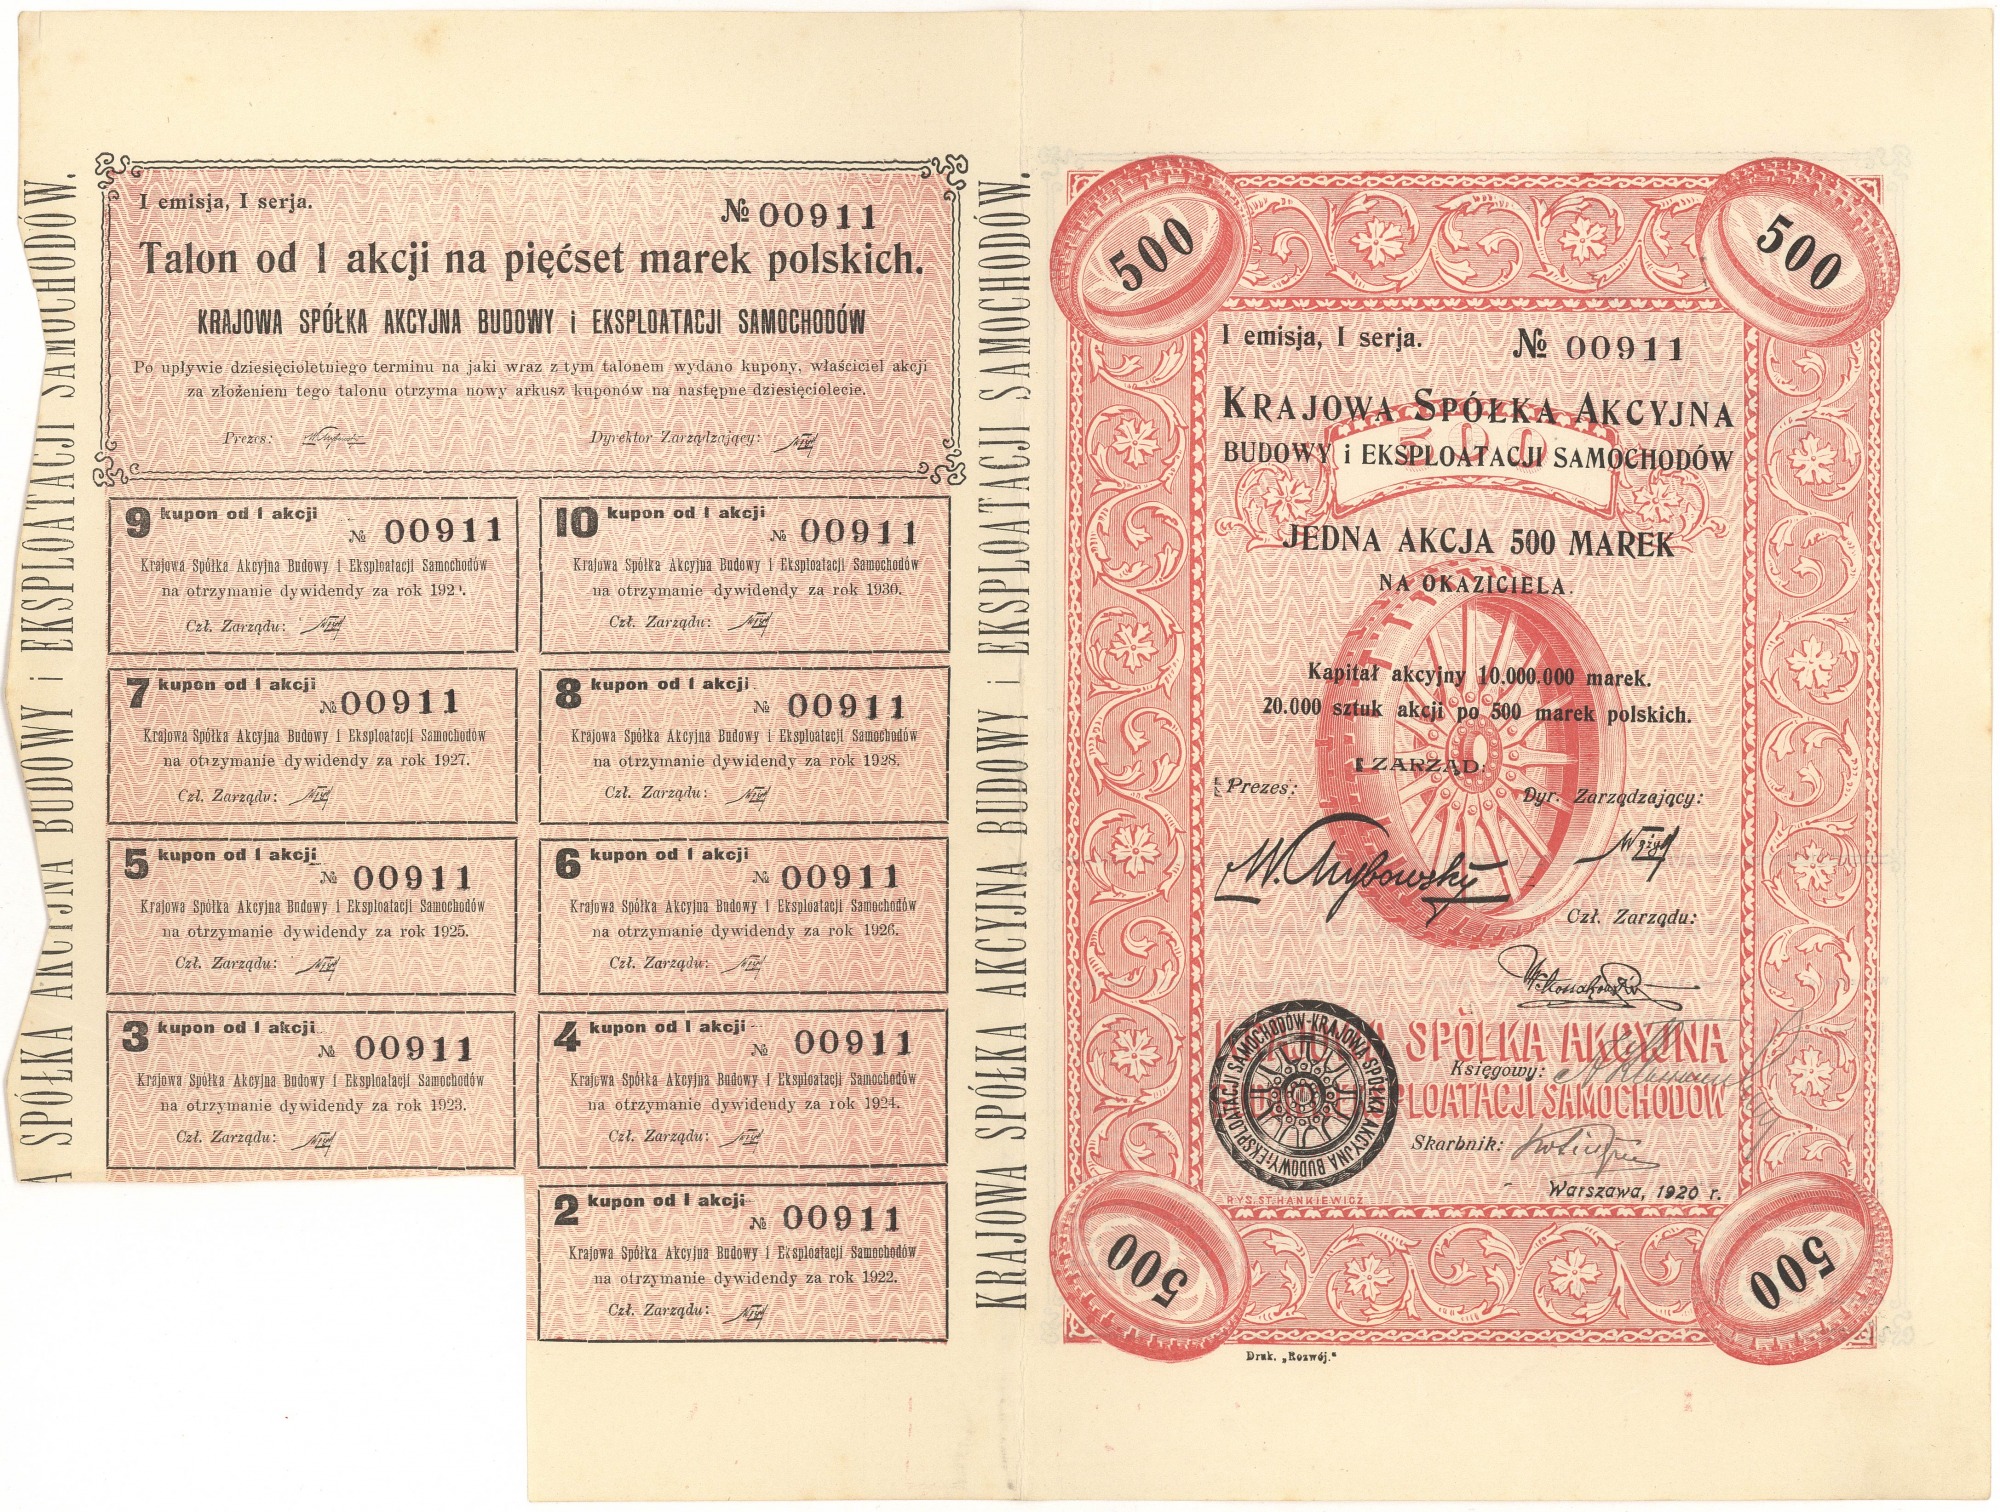 KRAJOWA SPÓŁKA AKCYJNA BUDOWY i EKSPLOATACJI SAMOCHODÓW.
A SPÓŁKA AKCYJNA BUDOWY i EKSPLOATACJI SAMOCHODÓW.
I emisja, I serja.
№ 00911
Talon od 1 akcji na pięćset marek polskich.
KRAJOWA SPÓŁKA AKCYJNA BUDOWY i EKSPLOATACJI SAMOCHODÓW
Po upływie dziesięcioletniego terminu na jaki wraz z tym talonem wydano kupony, właściciel akcji
za złożeniem tego talonu otrzyma nowy arkusz kuponów na następne dziesięciolecie.
Prezes:
Dyrektor Zarządzający:
9 kupon od 1 akcji
№ 00911
Krajowa Spółka Akcyjna Budowy i Eksploatacji Samochodów
na otrzymanie dywidendy za rok
Czł. Zarządu:
10 kupon od 1 akcji
№ 00911
Krajowa Spółka Akcyjna Budowy i Eksploatacji Samochodów
na otrzymanie dywidendy za rok 1930.
Czł. Zarządu:
7 kupon od 1 akcji
№ 00911
Krajowa Spółka Akcyjna Budowy i Eksploatacji Samochodów
na otrzymanie dywidendy za rok 1927.
Czł. Zarządu:
8 kupon od 1 akcji
№ 00911
Krajowa Spółka Akcyjna Budowy i Eksploatacji Samochodów
na otrzymanie dywidendy za rok 1928.
Czł. Zarządu:
5 kupon od 1 akcji
№ 00911
Krajowa Spółka Akcyjna Budowy i Eksploatacji Samochodów
na otrzymanie dywidendy za rok 1925.
Czł. Zarządu:
6 kupon od 1 akcji
№ 00911
Krajowa Spółka Akcyjna Budowy i Eksploatacji Samochodów
na otrzymanie dywidendy za rok 1926.
Czł. Zarządu:
3 kupon od 1 akcji
№ 00911
Krajowa Spółka Akcyjna Budowy i Eksploatacji Samochodów
na otrzymanie dywidendy za rok 1923.
Czł. Zarządu:
4 kupon od 1 akcji
№ 00911
Krajowa Spółka Akcyjna Budowy i Eksploatacji Samochodów
na otrzymanie dywidendy za rok 1924.
Czł. Zarządu:
2 kupon od 1 akcji
№ 00911
Krajowa Spółka Akcyjna Budowy i Eksploatacji Samochodów
na otrzymanie dywidendy za rok 1922.
Czł. Zarządu:
500
500
I emisja, I serja.
№ 00911
KRAJOWA SPÓŁKA AKCYJNA
500
BUDOWY i EKSPLOATACJI SAMOCHODÓW
JEDNA AKCJA 500 MAREK
NA OKAZICIELA.
Kapitał akcyjny 10.000.000 marek.
20.000 sztuk akcji po 500 marek polskich.
ZARZĄD:
Prezes:
Dyr. Zarządzający:
Czł. Zarządu:
SPÓŁKA AKCYJNA
Księgowy:
PLOATACJI SAMOCHODÓW
KRAJOWA SPÓŁKA AKCYJNA BUDOWY i EKSPLOATACJI SAMOCHODÓW
Skarbnik:
RYS. ST. HANKIEWICZ
Warszawa, 1920 r.
500
500
Druk. „Rozwój."